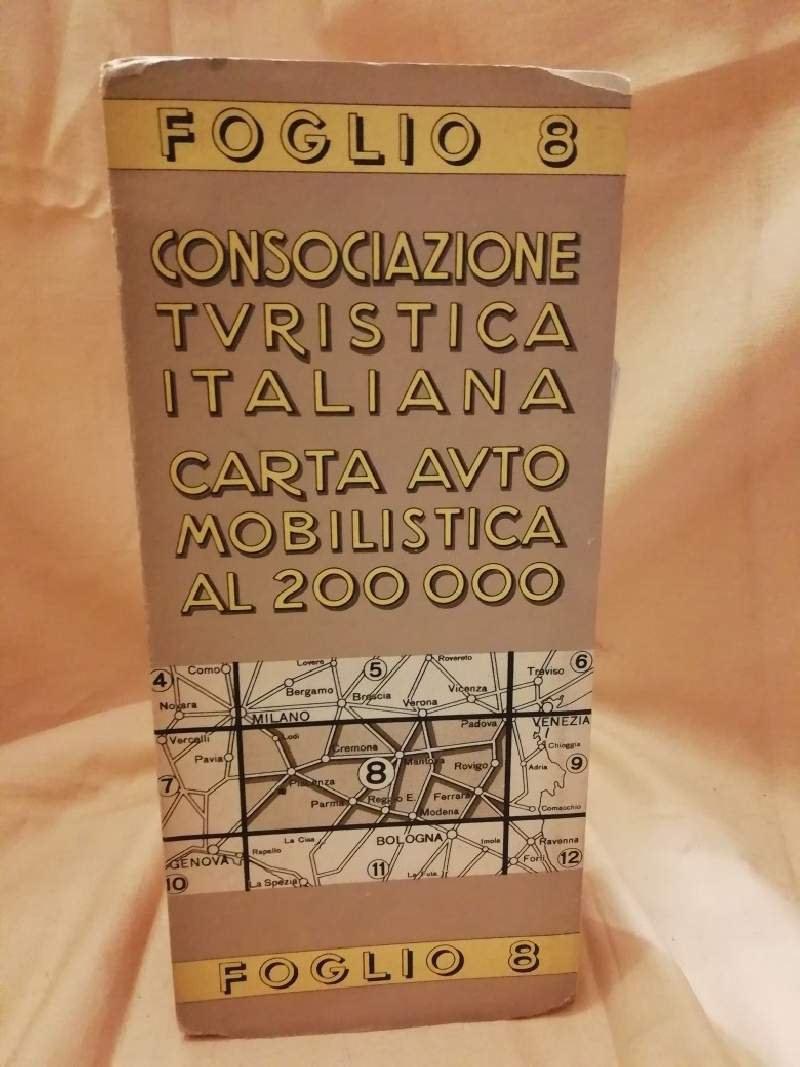 FOGLIO 8
CONSOCIAZIONE
TVRISTICA
ITALIANA
CARTA AVTO
MOBILISTICA
AL 200 000
Lovere
5
Rovereto
6
4
Como
Bergamo
Brescia
Vicenza
Treviso
Novara
MILANO
Verona
Padova
VENEZIA
Vercelli
Lodi
Cremona
Mantova
Chioggia
Pavia
8
Rovigo
Adria
9
7
Piacenza
Parma
Reggio E.
Ferrara
Modena
Comacchio
La Cisa
BOLOGNA
Imola
Ravenna
GENOVA
Rapallo
Forlì
12
10
La Spezia
11
La Futa
FOGLIO 8